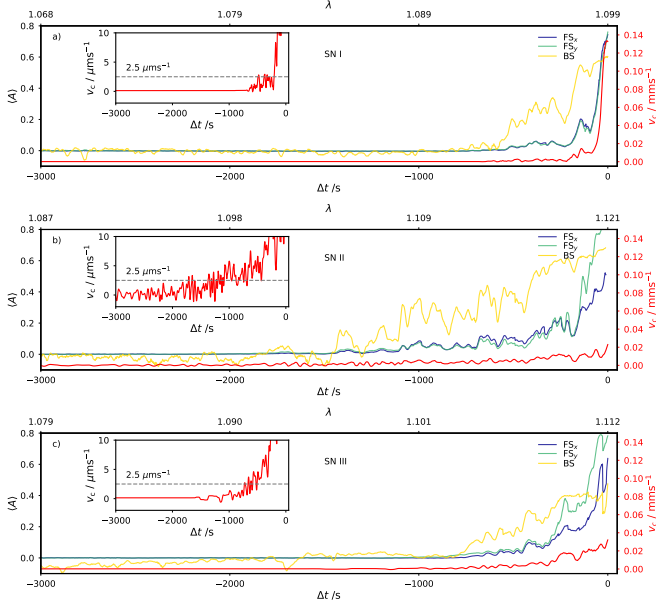 λ
1.068 1.079 1.089 1.099
a)
SN I
FSx
FSy
BS
2.5 μms⁻¹
v_c / μms⁻¹
10
5
0
−3000 −2000 −1000 0
Δt /s
⟨A⟩
0.8
0.6
0.4
0.2
0.0
v_c / mms⁻¹
0.14
0.12
0.10
0.08
0.06
0.04
0.02
0.00
−3000 −2000 −1000 0
Δt /s
λ
1.087 1.098 1.109 1.121
b)
SN II
FSx
FSy
BS
2.5 μms⁻¹
v_c / μms⁻¹
10
5
0
−3000 −2000 −1000 0
Δt /s
⟨A⟩
0.8
0.6
0.4
0.2
0.0
v_c / mms⁻¹
0.14
0.12
0.10
0.08
0.06
0.04
0.02
0.00
−3000 −2000 −1000 0
Δt /s
λ
1.079 1.090 1.101 1.112
c)
SN III
FSx
FSy
BS
2.5 μms⁻¹
v_c / μms⁻¹
10
5
0
−3000 −2000 −1000 0
Δt /s
⟨A⟩
0.8
0.6
0.4
0.2
0.0
v_c / mms⁻¹
0.14
0.12
0.10
0.08
0.06
0.04
0.02
0.00
−3000 −2000 −1000 0
Δt /s